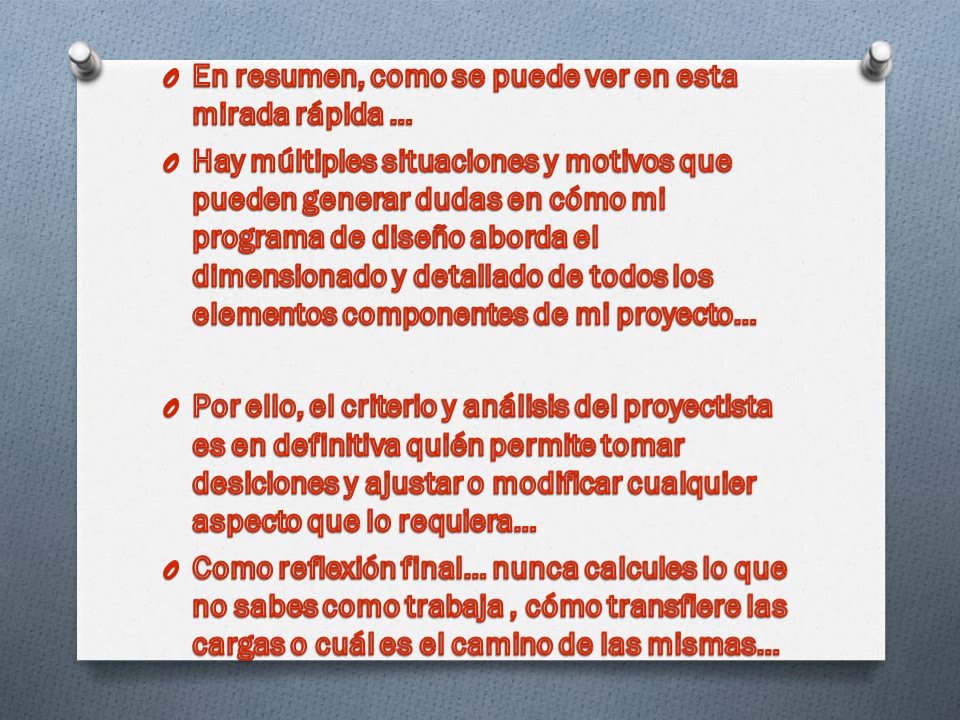 En resumen, como se puede ver en esta
mirada rápida ...
Hay múltiples situaciones y motivos que
pueden generar dudas en cómo mi
programa de diseño aborda el
dimensionado y detallado de todos los
elementos componentes de mi proyecto...
Por ello, el criterio y análisis del proyectista
es en definitiva quién permite tomar
desiciones y ajustar o modificar cualquier
aspecto que lo requiera...
Como reflexión final... nunca calcules lo que
no sabes como trabaja , cómo transfiere las
cargas o cuál es el camino de las mismas...